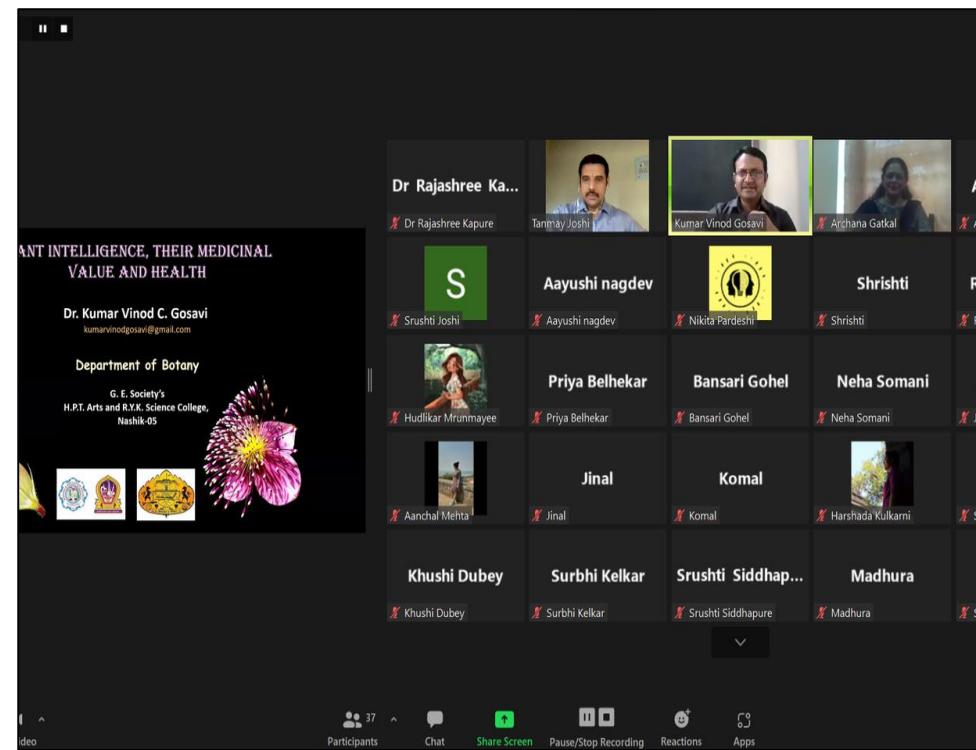 ANT INTELLIGENCE, THEIR MEDICINAL
VALUE AND HEALTH
Dr. Kumar Vinod C. Gosavi
kumarvinodgosavi@gmail.com
Department of Botany
G. E. Society's
H.P.T. Arts and R.Y.K. Science College,
Nashik-05
Dr Rajashree Ka...
Dr Rajashree Kapure
Tanmay Joshi
Kumar Vinod Gosavi
Archana Gatkal
S
Srushti Joshi
Aayushi nagdev
Aayushi nagdev
Nikita Pardeshi
Shrishti
Shrishti
Hudlikar Mrunmayee
Priya Belhekar
Priya Belhekar
Bansari Gohel
Bansari Gohel
Neha Somani
Neha Somani
Aanchal Mehta
Jinal
Jinal
Komal
Komal
Harshada Kulkarni
Khushi Dubey
Khushi Dubey
Surbhi Kelkar
Surbhi Kelkar
Srushti Siddhap...
Srushti Siddhapure
Madhura
Madhura
ideo
Participants
37
Chat
Share Screen
Pause/Stop Recording
Reactions
Apps